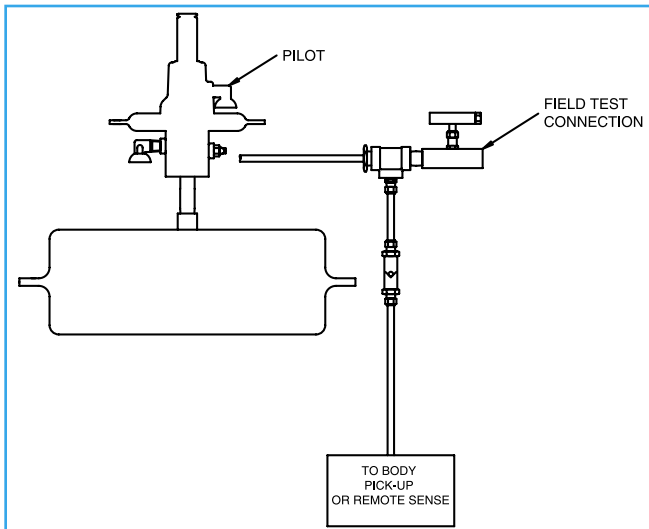 PILOT
FIELD TEST
CONNECTION
TO BODY
PICK-UP
OR REMOTE SENSE